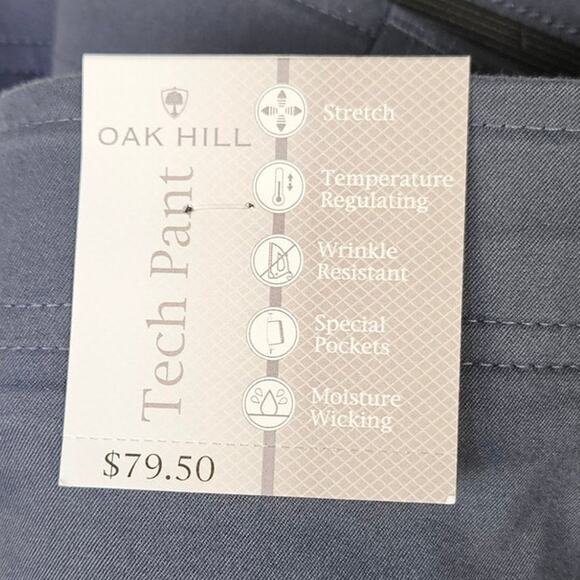 OAK HILL
Tech Pant
Stretch
Temperature
Regulating
Wrinkle
Resistant
Special
Pockets
Moisture
Wicking
$79.50